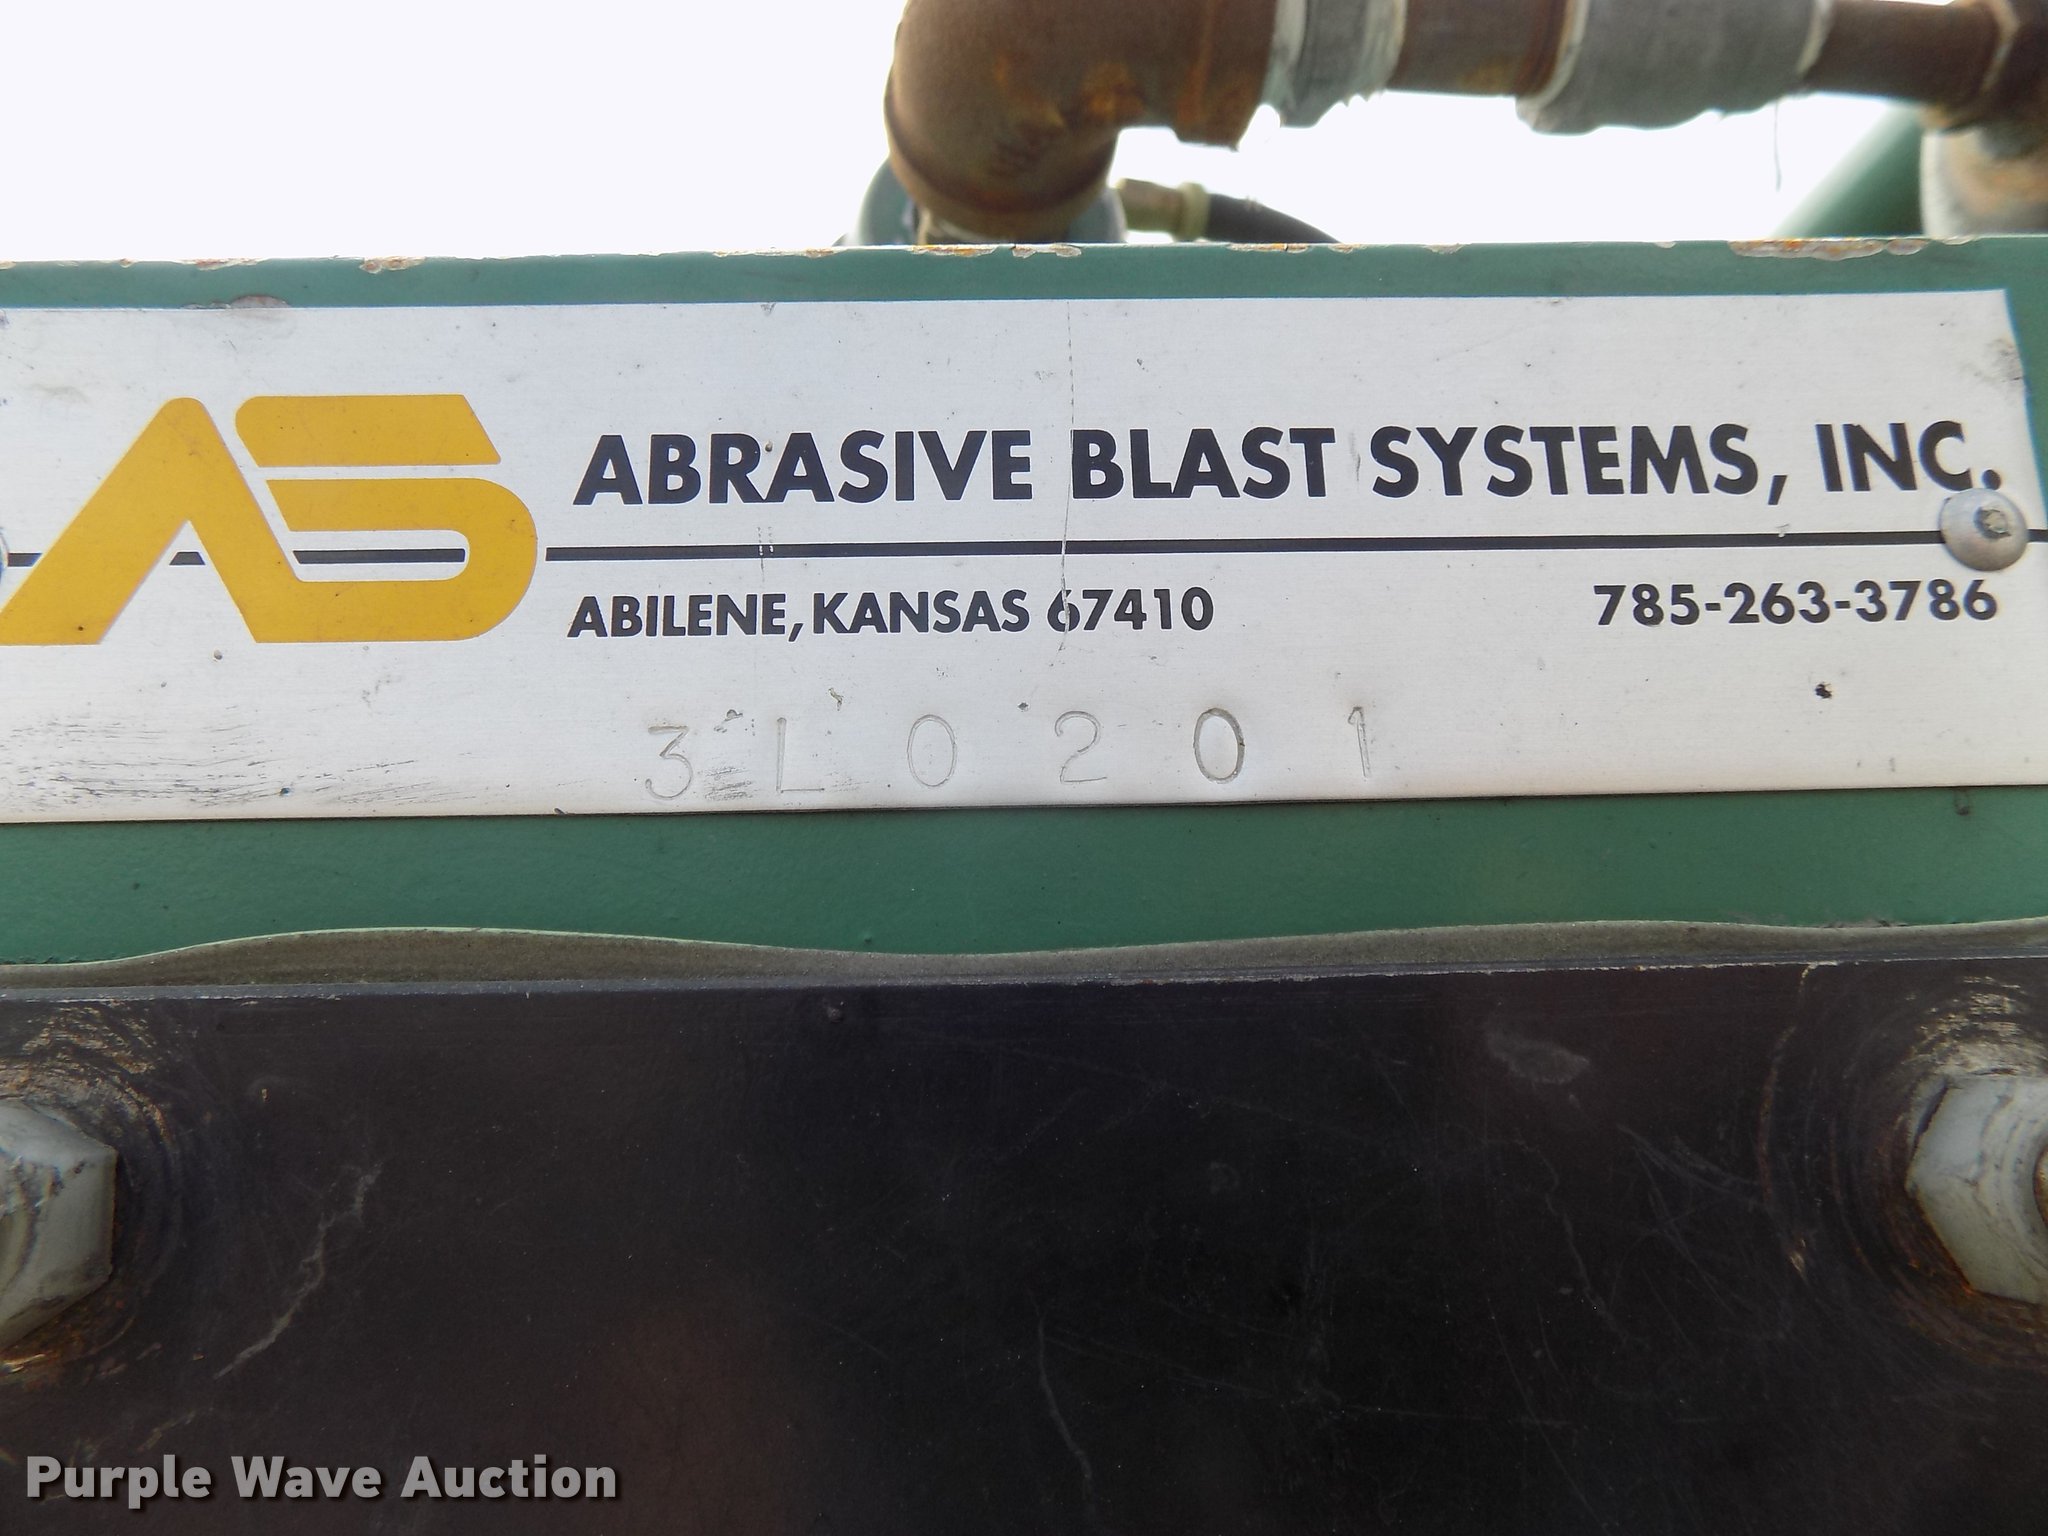 AS ABRASIVE BLAST SYSTEMS, INC.
ABILENE, KANSAS 67410 785-263-3786
3L0201
Purple Wave Auction